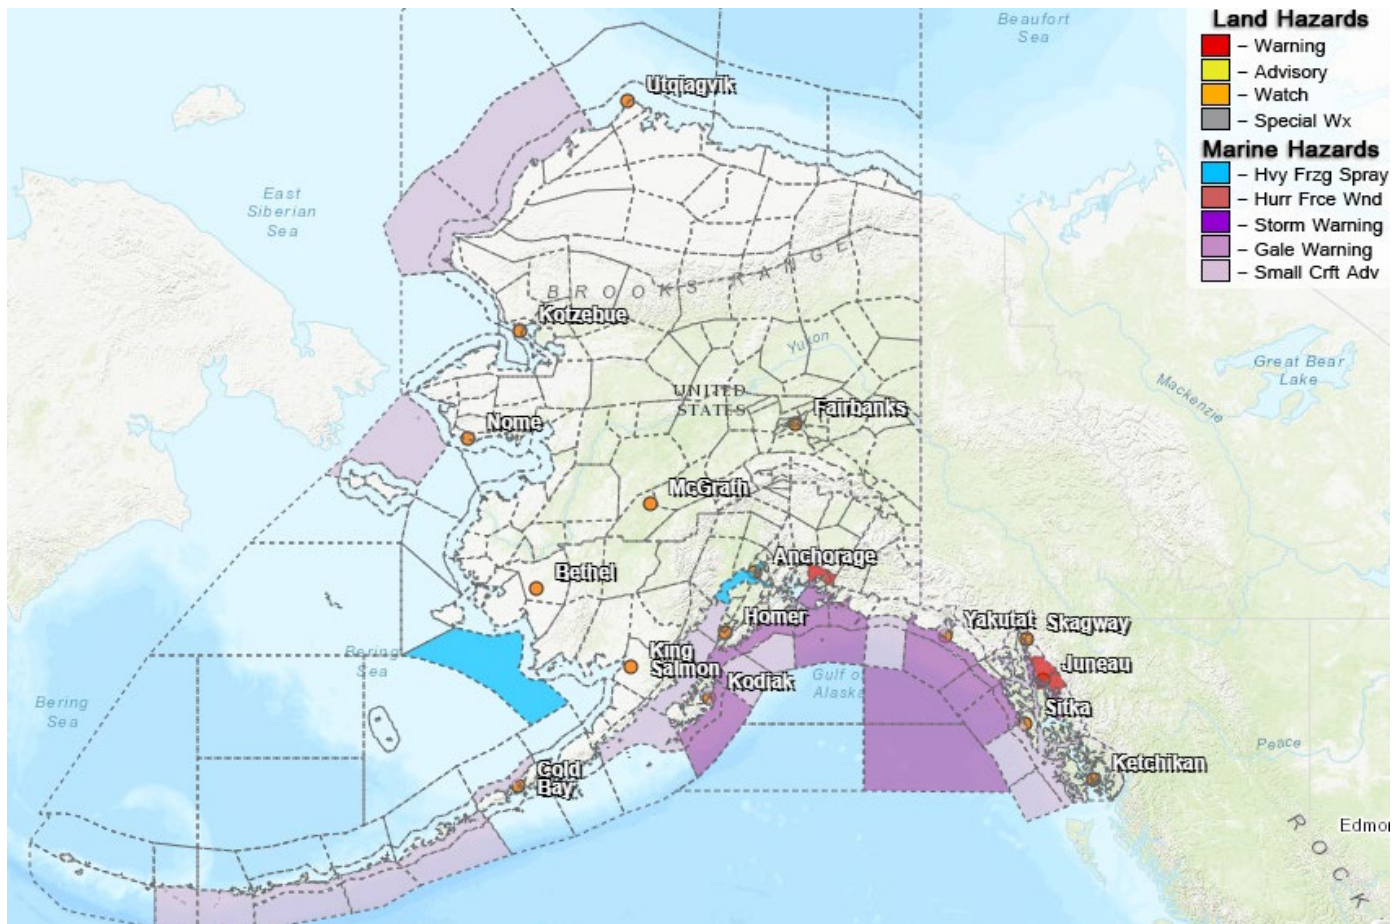 Beaufort
Sea
Land Hazards
– Warning
– Advisory
– Watch
– Special Wx
Marine Hazards
– Hvy Frzg Spray
– Hurr Frce Wnd
– Storm Warning
– Gale Warning
– Small Crft Adv
Utqiagvik
East
Siberian
Sea
BROOKS RANGE
Kotzebue
Yukon
Great Bear
Lake
Mackenzie
UNITED
STATES
Fairbanks
Nome
McGrath
Anchorage
Bethel
Homer
Yakutat
Skagway
King
Salmon
Juneau
Bering
Sea
Kodiak
Gulf o
Alaska
Bering
Sea
Sitka
Peace
Ketchikan
Cold
Bay
Edmo
ROCK